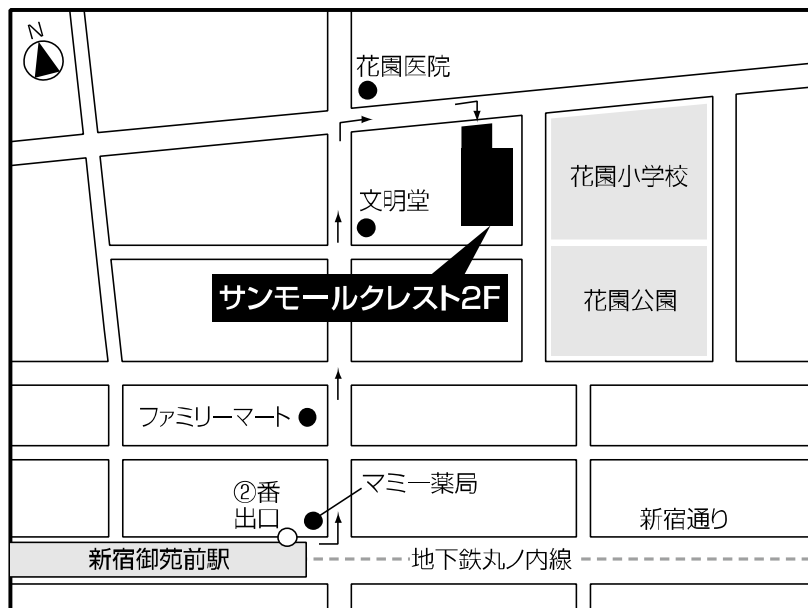 N
花園医院
花園小学校
文明堂
サンモールクレスト2F
花園公園
ファミリーマート
②番
出口
マミー薬局
新宿通り
新宿御苑前駅
地下鉄丸ノ内線